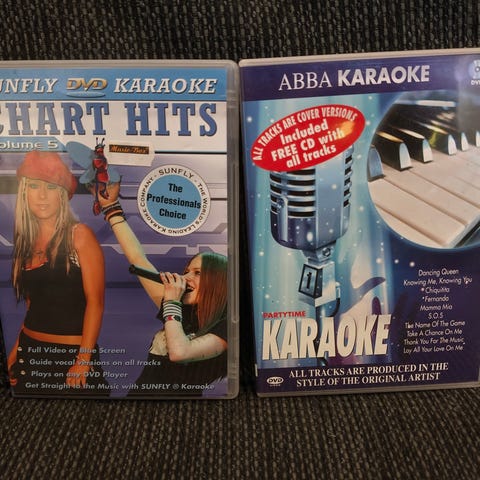 SUNFLY DVD KARAOKE
CHART HITS
Volume 5
Music Box
SUNFLY - THE WORLD'S LEADING KARAOKE COMPANY -
The
Professionals
Choice
• Full Video or Blue Screen
• Guide vocal versions on all tracks
• Plays on any DVD Player
Get Straight to the Music with SUNFLY ® Karaoke
ABBA KARAOKE
DVD
ALL TRACKS ARE COVER VERSIONS
Included
FREE CD with
all tracks
Dancing Queen
Knowing Me, Knowing You
*Chiquitita
*Fernando
Mamma Mia
S.O.S
The Name Of The Game
Take A Chance On Me
Thank You For The Music
Lay All Your Love On Me
PARTYTIME
KARAOKE
DVD
ALL TRACKS ARE PRODUCED IN THE
STYLE OF THE ORIGINAL ARTIST